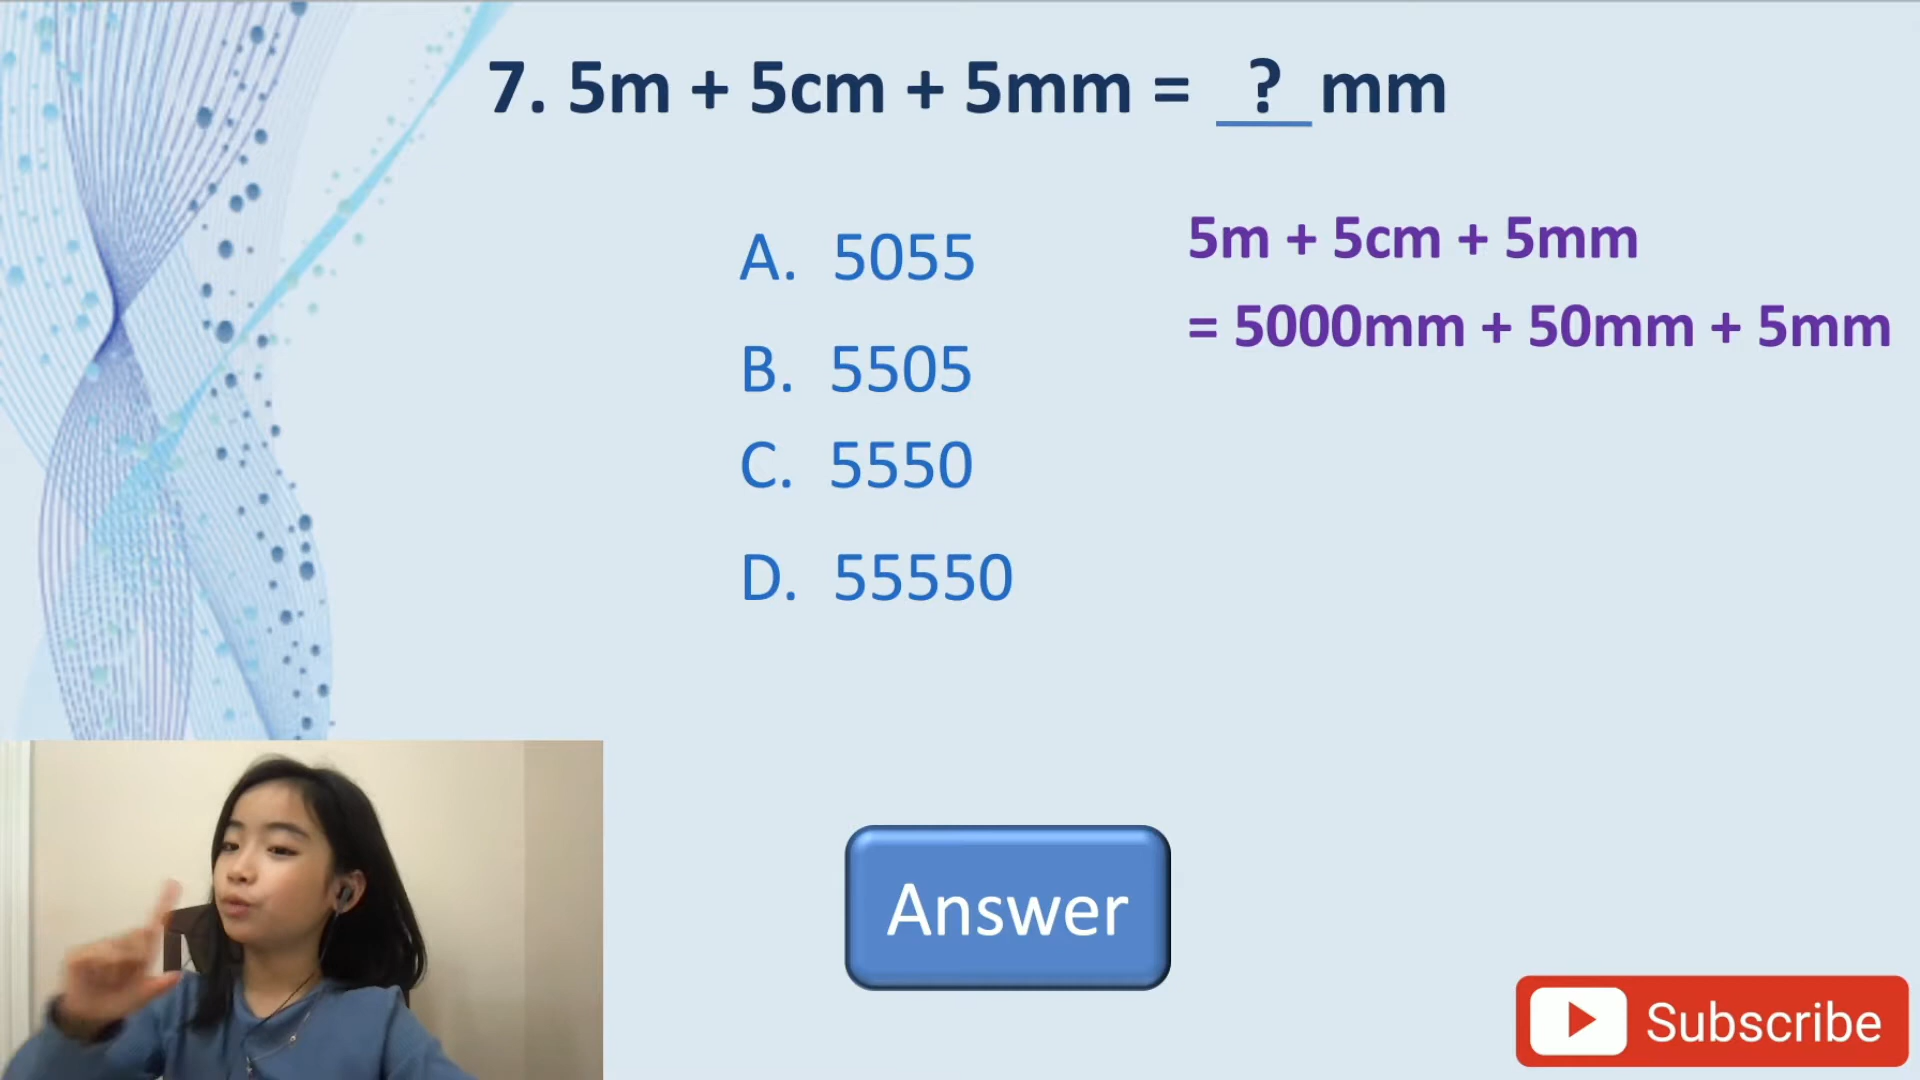 7. 5m + 5cm + 5mm = ? mm
A. 5055
B. 5505
C. 5550
D. 55550
5m + 5cm + 5mm
= 5000mm + 50mm + 5mm
Answer
Subscribe